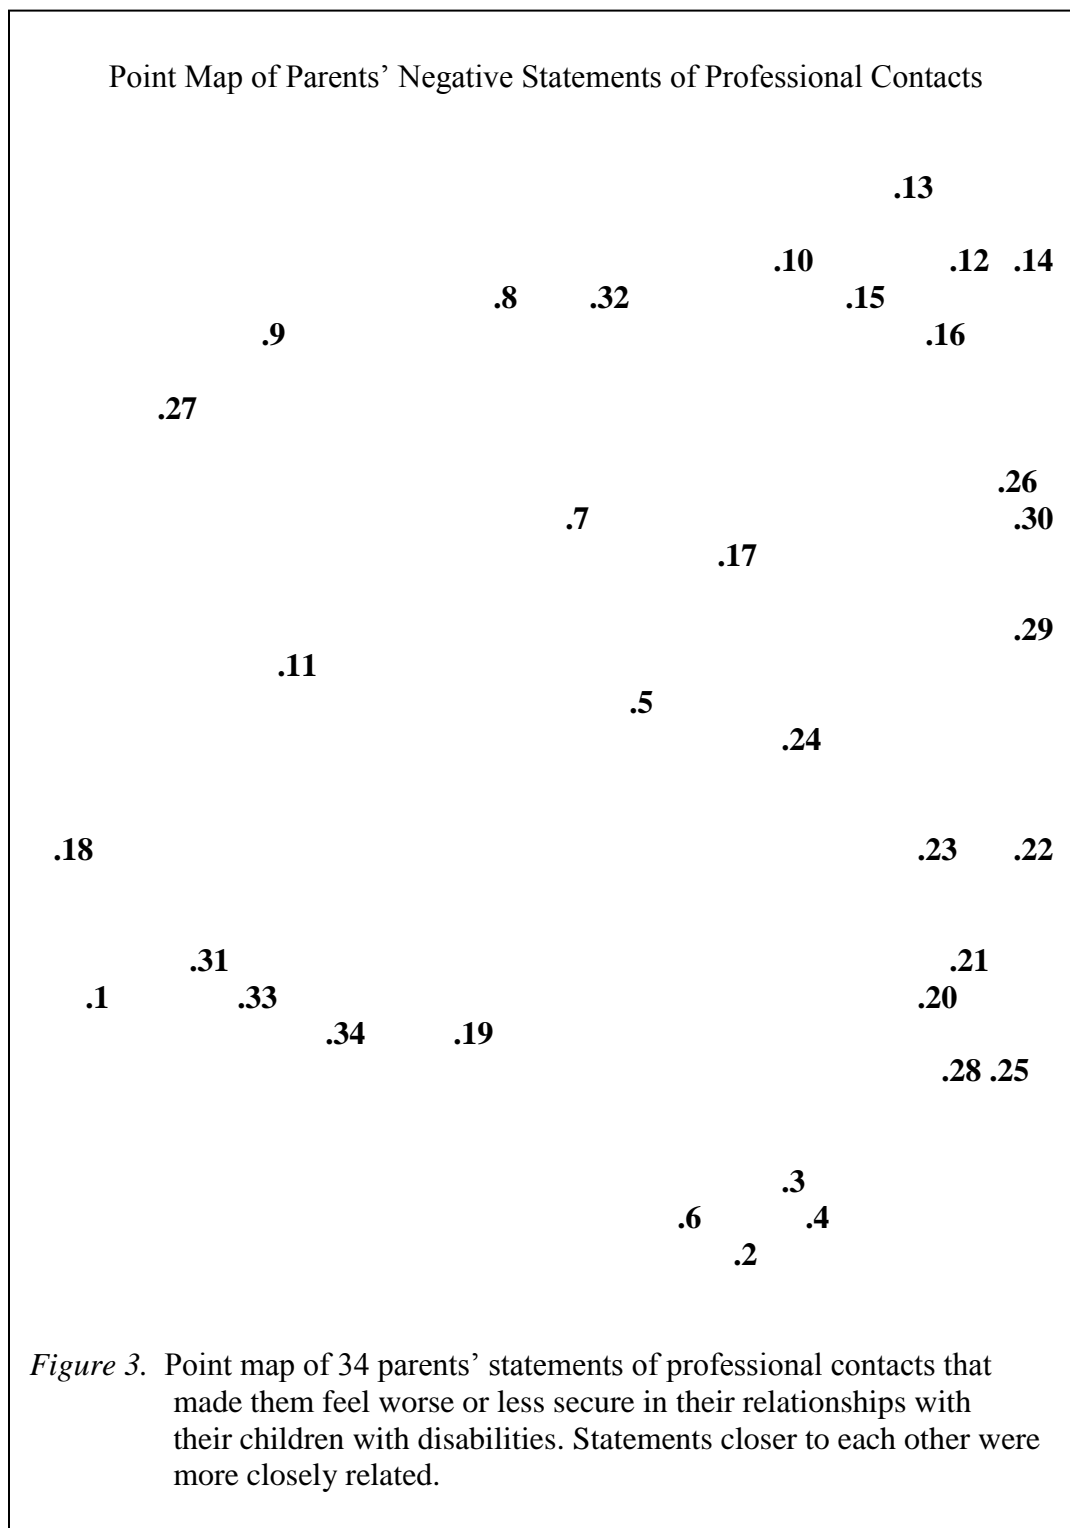 Point Map of Parents’ Negative Statements of Professional Contacts
.13
.10 .12 .14
.8 .32 .15
.9 .16
.27
.26
.7 .30
.17
.29
.11
.5
.24
.18 .23 .22
.31 .21
.1 .33 .20
.34 .19
.28 .25
.3
.6 .4
.2
Figure 3. Point map of 34 parents’ statements of professional contacts that
made them feel worse or less secure in their relationships with
their children with disabilities. Statements closer to each other were
more closely related.